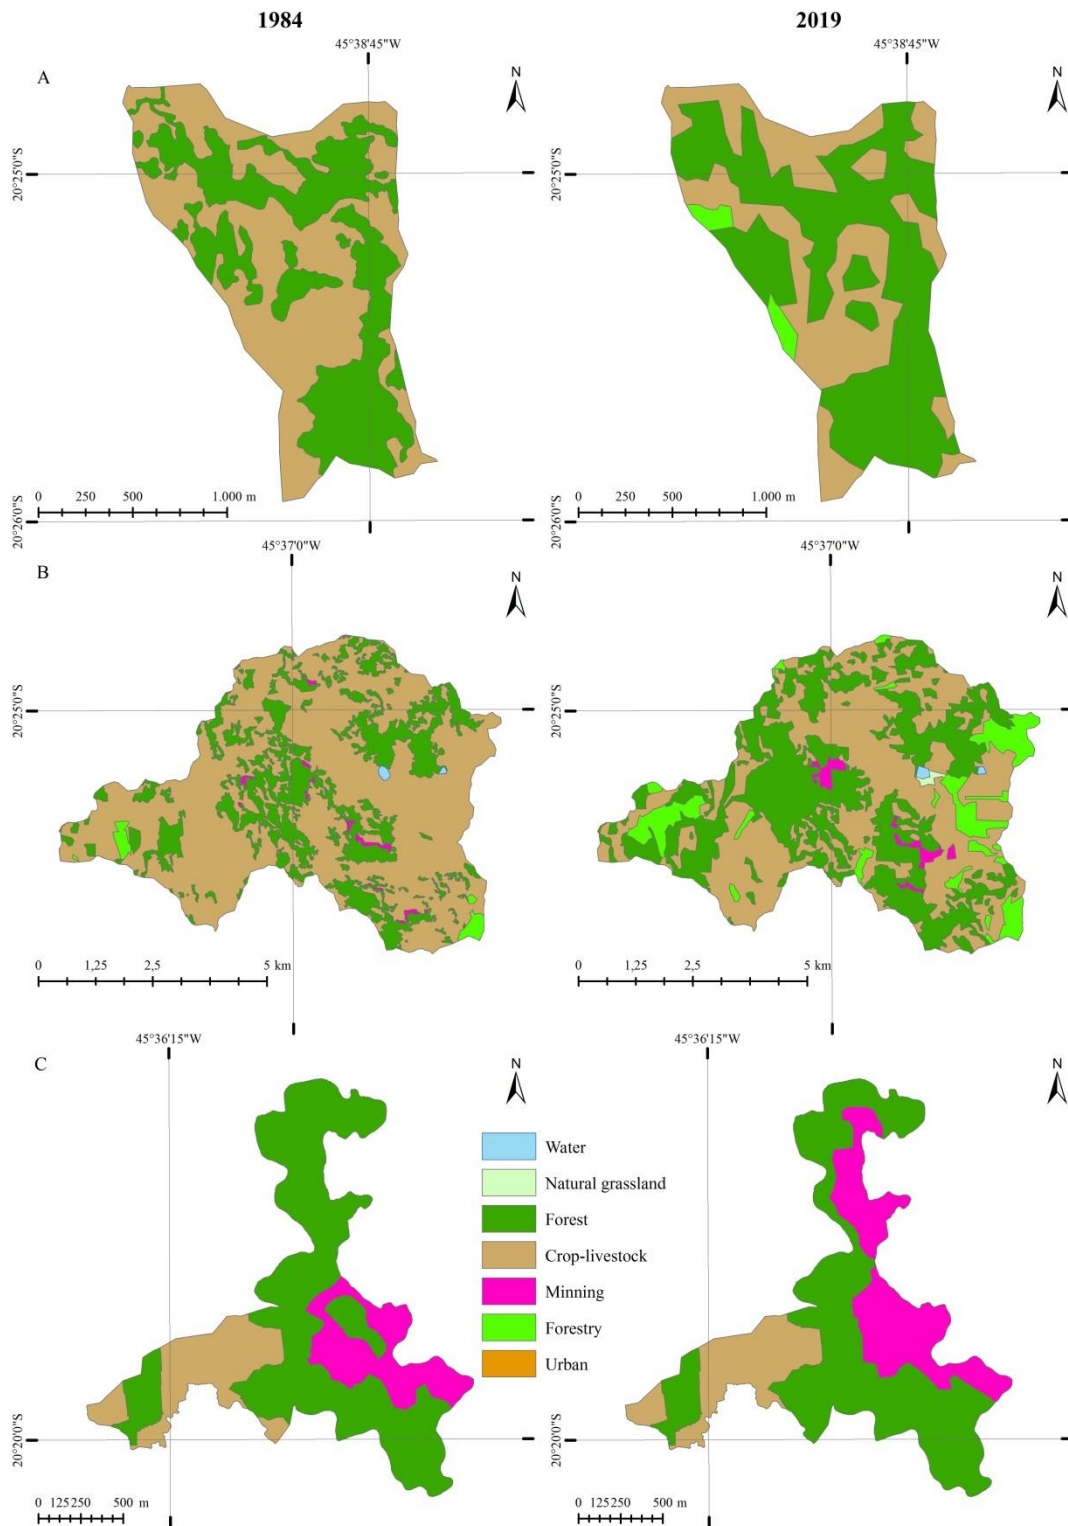 1984 2019
45°38'45"W 45°38'45"W
A N N
20°25'0"S 20°25'0"S
0 250 500 1.000 m 0 250 500 1.000 m
20°26'0"S 20°26'0"S
45°37'0"W 45°37'0"W
B N N
20°25'0"S 20°25'0"S
0 1,25 2,5 5 km 0 1,25 2,5 5 km
45°36'15"W 45°36'15"W
C N N
Water
Natural grassland
Forest
Crop-livestock
Minning
Forestry
Urban
20°20'0"S 20°20'0"S
0 125250 500 m 0 125250 500 m